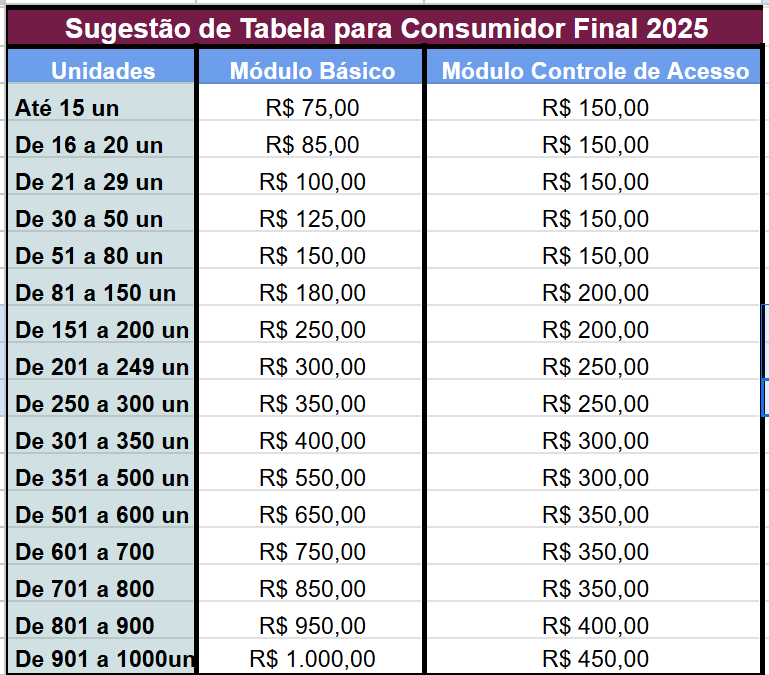 Sugestão de Tabela para Consumidor Final 2025
Unidades Módulo Básico Módulo Controle de Acesso
Até 15 un R$ 75,00 R$ 150,00
De 16 a 20 un R$ 85,00 R$ 150,00
De 21 a 29 un R$ 100,00 R$ 150,00
De 30 a 50 un R$ 125,00 R$ 150,00
De 51 a 80 un R$ 150,00 R$ 150,00
De 81 a 150 un R$ 180,00 R$ 200,00
De 151 a 200 un R$ 250,00 R$ 200,00
De 201 a 249 un R$ 300,00 R$ 250,00
De 250 a 300 un R$ 350,00 R$ 250,00
De 301 a 350 un R$ 400,00 R$ 300,00
De 351 a 500 un R$ 550,00 R$ 300,00
De 501 a 600 un R$ 650,00 R$ 350,00
De 601 a 700 R$ 750,00 R$ 350,00
De 701 a 800 R$ 850,00 R$ 350,00
De 801 a 900 R$ 950,00 R$ 400,00
De 901 a 1000un R$ 1.000,00 R$ 450,00